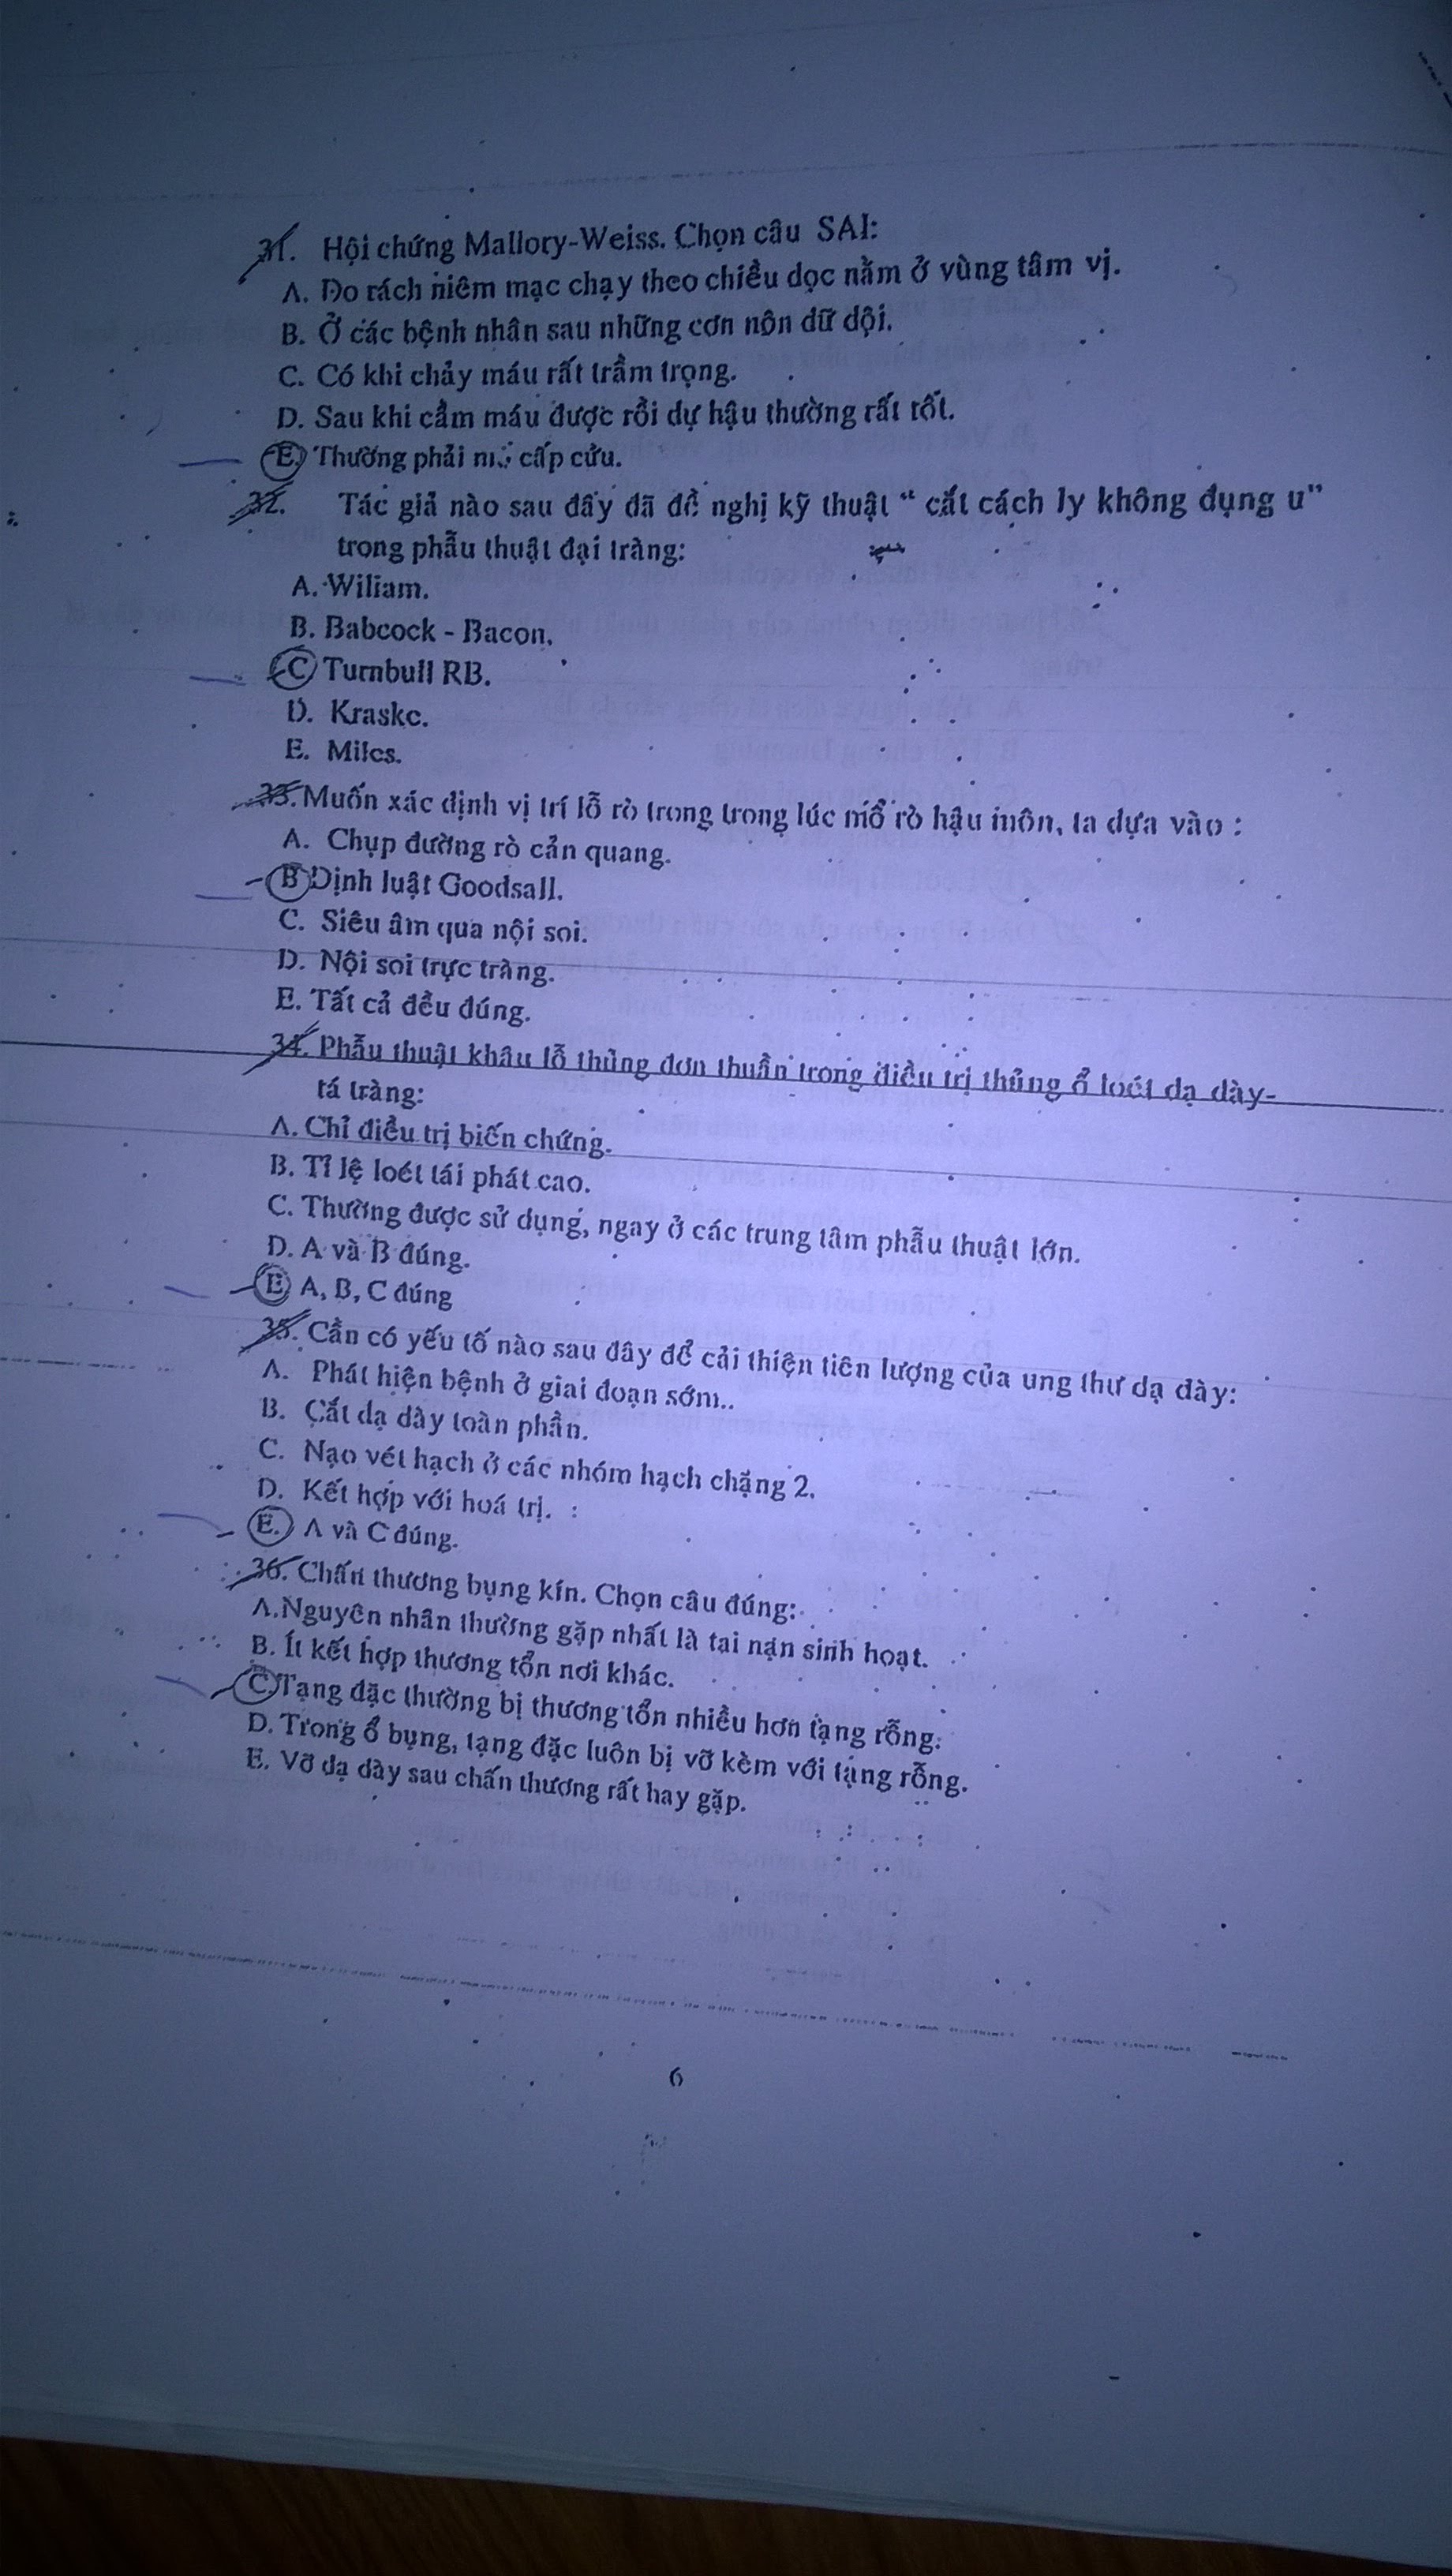 31. Hội chứng Mallory-Weiss. Chọn câu SAI:
A. Do rách niêm mạc chạy theo chiều dọc nằm ở vùng tâm vị.
B. Ở các bệnh nhân sau những cơn nôn dữ dội.
C. Có khi chảy máu rất trầm trọng.
D. Sau khi cầm máu được rồi dự hậu thường rất tốt.
E. Thường phải mổ cấp cứu.
32. Tác giả nào sau đây đã đề nghị kỹ thuật “ cắt cách ly không đụng u”
trong phẫu thuật đại tràng:
A. Wiliam.
B. Babcock - Bacon.
C Turnbull RB.
D. Kraske.
E. Miles.
33. Muốn xác định vị trí lỗ rò trong trong lúc mổ rò hậu môn, ta dựa vào :
A. Chụp đường rò cản quang.
B Định luật Goodsall.
C. Siêu âm qua nội soi.
D. Nội soi trực tràng.
E. Tất cả đều đúng.
34. Phẫu thuật khâu lỗ thủng đơn thuần trong điều trị thủng ổ loét dạ dày-
tá tràng:
A. Chỉ điều trị biến chứng.
B. Tỉ lệ loét tái phát cao.
C. Thường được sử dụng, ngay ở các trung tâm phẫu thuật lớn.
D. A và B đúng.
E A, B, C đúng
35. Cần có yếu tố nào sau đây để cải thiện tiên lượng của ung thư dạ dày:
A. Phát hiện bệnh ở giai đoạn sớm..
B. Cắt dạ dày toàn phần.
C. Nạo vét hạch ở các nhóm hạch chặng 2.
D. Kết hợp với hoá trị.
E. A và C đúng.
36. Chấn thương bụng kín. Chọn câu đúng:
A.Nguyên nhân thường gặp nhất là tai nạn sinh hoạt.
B. Ít kết hợp thương tổn nơi khác.
C.Tạng đặc thường bị thương tổn nhiều hơn tạng rỗng.
D. Trong ổ bụng, tạng đặc luôn bị vỡ kèm với tạng rỗng.
E. Vỡ dạ dày sau chấn thương rất hay gặp.
6